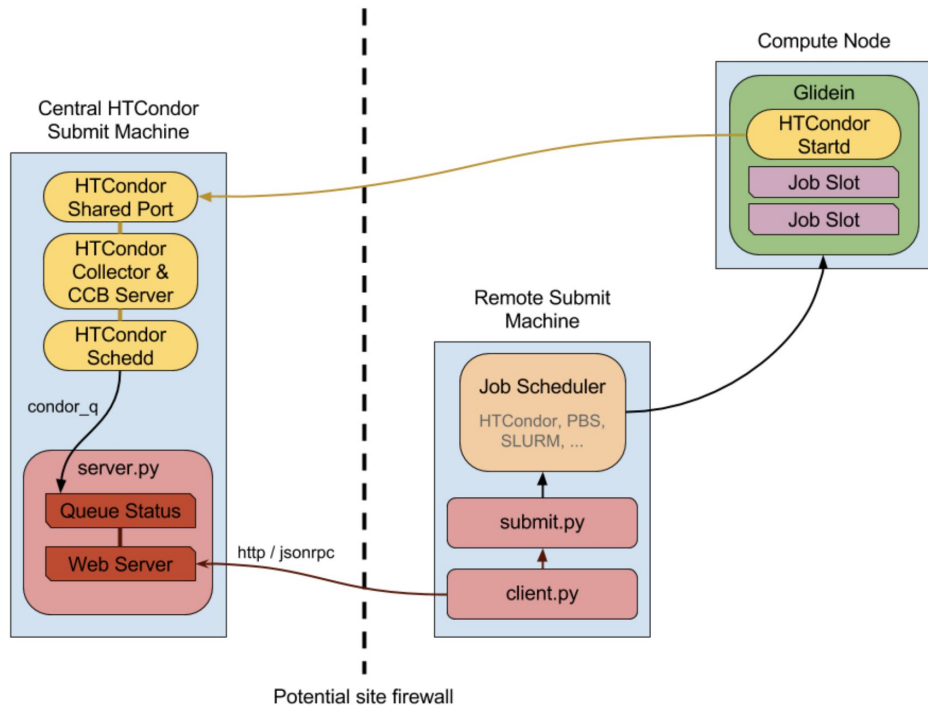 Central HTCondor
Submit Machine
HTCondor
Shared Port
HTCondor
Collector &
CCB Server
HTCondor
Schedd
condor_q
server.py
Queue Status
Web Server
http / jsonrpc
Potential site firewall
Remote Submit
Machine
Job Scheduler
HTCondor, PBS,
SLURM, ...
submit.py
client.py
Compute Node
Glidein
HTCondor
Startd
Job Slot
Job Slot